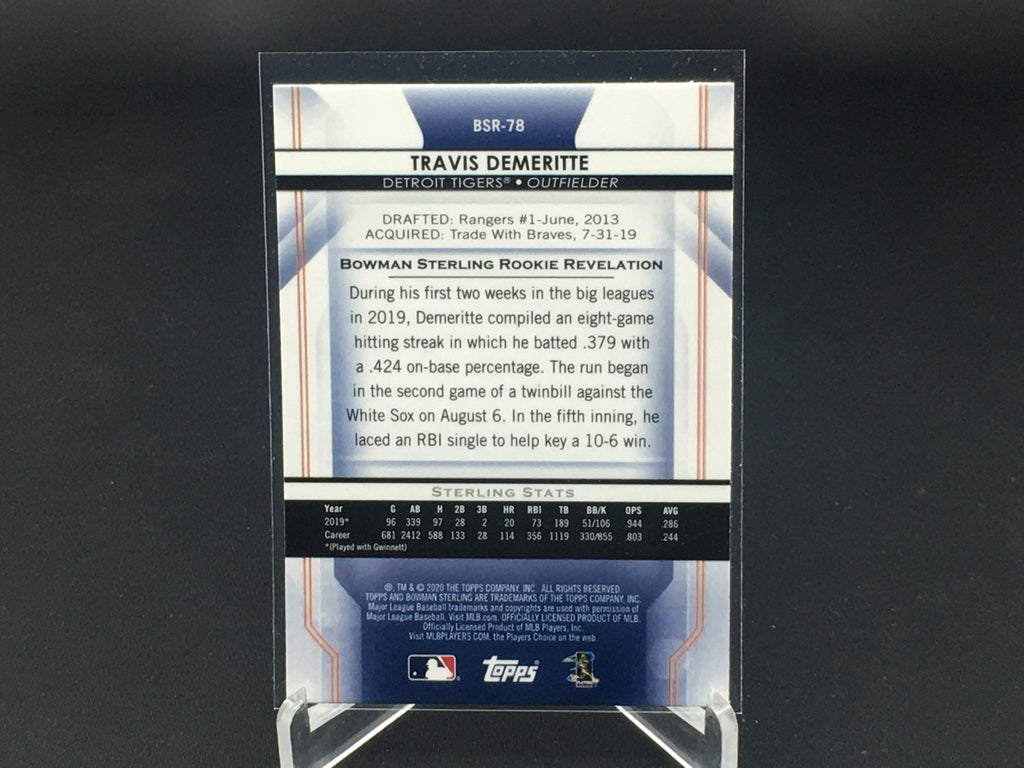 BSR-78
TRAVIS DEMERITTE
DETROIT TIGERS® • OUTFIELDER
DRAFTED: Rangers #1-June, 2013
ACQUIRED: Trade With Braves, 7-31-19
BOWMAN STERLING ROOKIE REVELATION
During his first two weeks in the big leagues
in 2019, Demeritte compiled an eight-game
hitting streak in which he batted .379 with
a .424 on-base percentage. The run began
in the second game of a twinbill against the
White Sox on August 6. In the fifth inning, he
laced an RBI single to help key a 10-6 win.
STERLING STATS
Year G AB H 2B 3B HR RBI TB BB/K OPS AVG
2019* 96 339 97 28 2 20 73 189 51/106 .944 .286
Career 681 2412 588 133 28 114 356 1119 330/855 .803 .244
*(Played with Gwinnett)
®, TM & © 2020 THE TOPPS COMPANY, INC. ALL RIGHTS RESERVED.
TOPPS AND BOWMAN STERLING ARE TRADEMARKS OF THE TOPPS COMPANY, INC.
Major League Baseball trademarks and copyrights are used with permission of
Major League Baseball. Visit MLB.com. OFFICIALLY LICENSED PRODUCT OF MLB.
Officially Licensed Product of MLB Players, Inc.
Visit MLBPLAYERS.COM, the Players Choice on the web.
Topps®